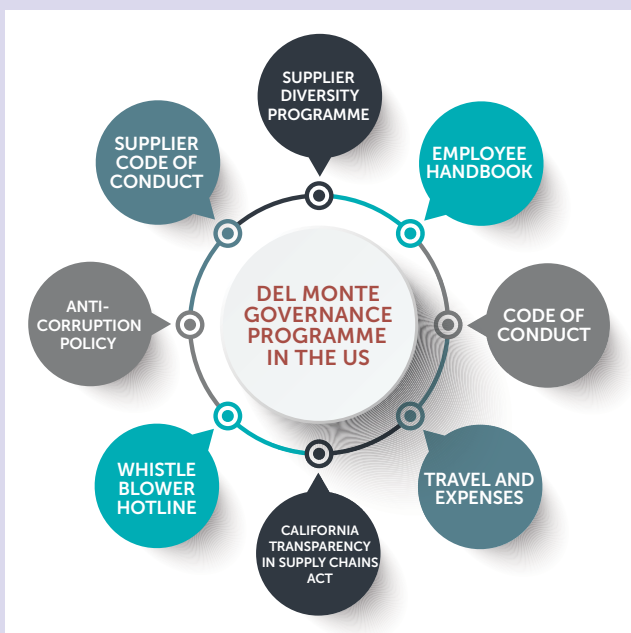 SUPPLIER
DIVERSITY
PROGRAMME
EMPLOYEE
HANDBOOK
CODE OF
CONDUCT
TRAVEL AND
EXPENSES
CALIFORNIA
TRANSPARENCY
IN SUPPLY CHAINS
ACT
WHISTLE
BLOWER
HOTLINE
ANTI-
CORRUPTION
POLICY
SUPPLIER
CODE OF
CONDUCT
DEL MONTE
GOVERNANCE
PROGRAMME
IN THE US